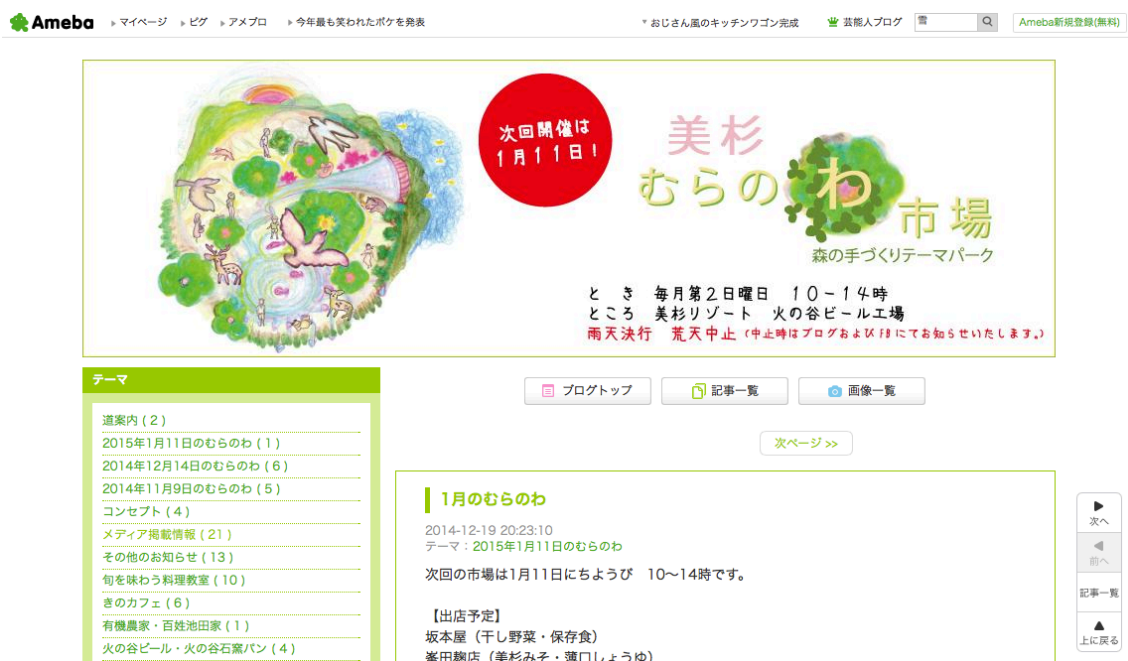 Ameba
マイページ
ピグ
アメブロ
今年最も笑われたボケを発表
おじさん風のキッチンワゴン完成
芸能人ブログ
雪
Ameba新規登録(無料)
次回開催は
1月11日!
美杉
むらのわ市場
森の手づくりテーマパーク
とき 毎月第2日曜日 10-14時
ところ 美杉リゾート 火の谷ビール工場
雨天決行 荒天中止(中止時はブログおよびFBにてお知らせいたします。)
テーマ
道案内 ( 2 )
2015年1月11日のむらのわ ( 1 )
2014年12月14日のむらのわ ( 6 )
2014年11月9日のむらのわ ( 5 )
コンセプト ( 4 )
メディア掲載情報 ( 21 )
その他のお知らせ ( 13 )
旬を味わう料理教室 ( 10 )
きのカフェ ( 6 )
有機農家・百姓池田家 ( 1 )
火の谷ビール・火の谷石窯パン ( 4 )
ブログトップ
記事一覧
画像一覧
次ページ >>
1月のむらのわ
2014-12-19 20:23:10
テーマ:2015年1月11日のむらのわ
次回の市場は1月11日にちようび 10〜14時です。
【出店予定】
坂本屋（干し野菜・保存食）
峯田麹店（美杉みそ・薄口しょうゆ）
次へ
前へ
記事一覧
上に戻る